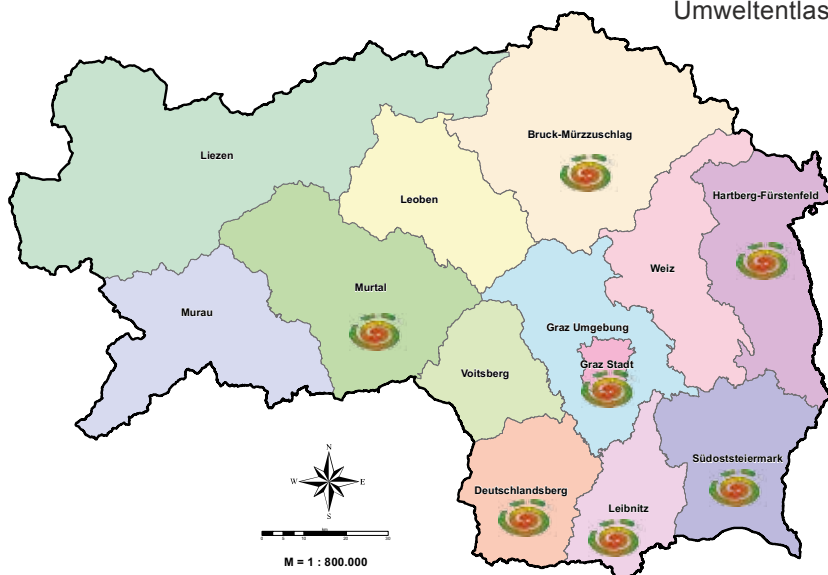 Umweltentlas
Bruck-Mürzzuschlag
Liezen
Hartberg-Fürstenfeld
Leoben
Weiz
Murtal
Murau
Graz Umgebung
Graz Stadt
Voitsberg
Südoststeiermark
Deutschlandsberg
Leibnitz
N
W E
S
M = 1 : 800.000